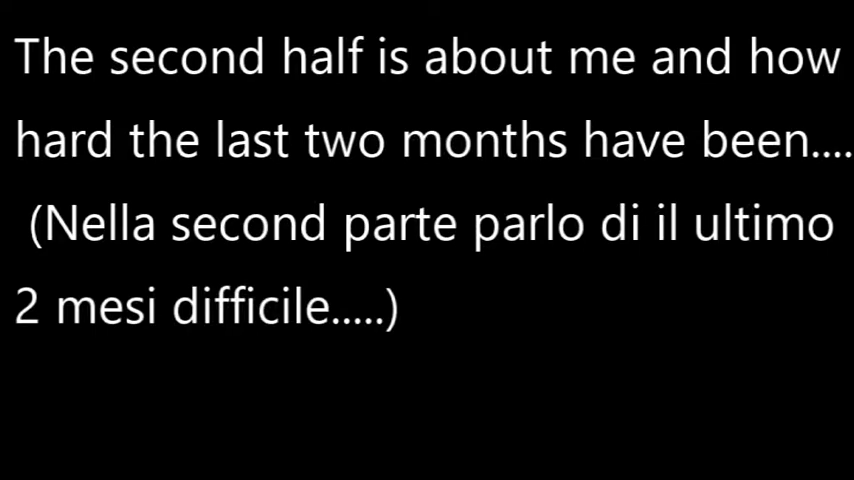 The second half is about me and how
hard the last two months have been....
(Nella second parte parlo di il ultimo
2 mesi difficile.....)